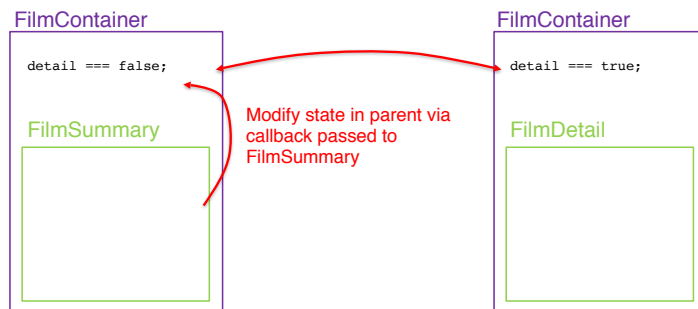 FilmContainer
detail === false;
FilmSummary
Modify state in parent via
callback passed to
FilmSummary
FilmContainer
detail === true;
FilmDetail